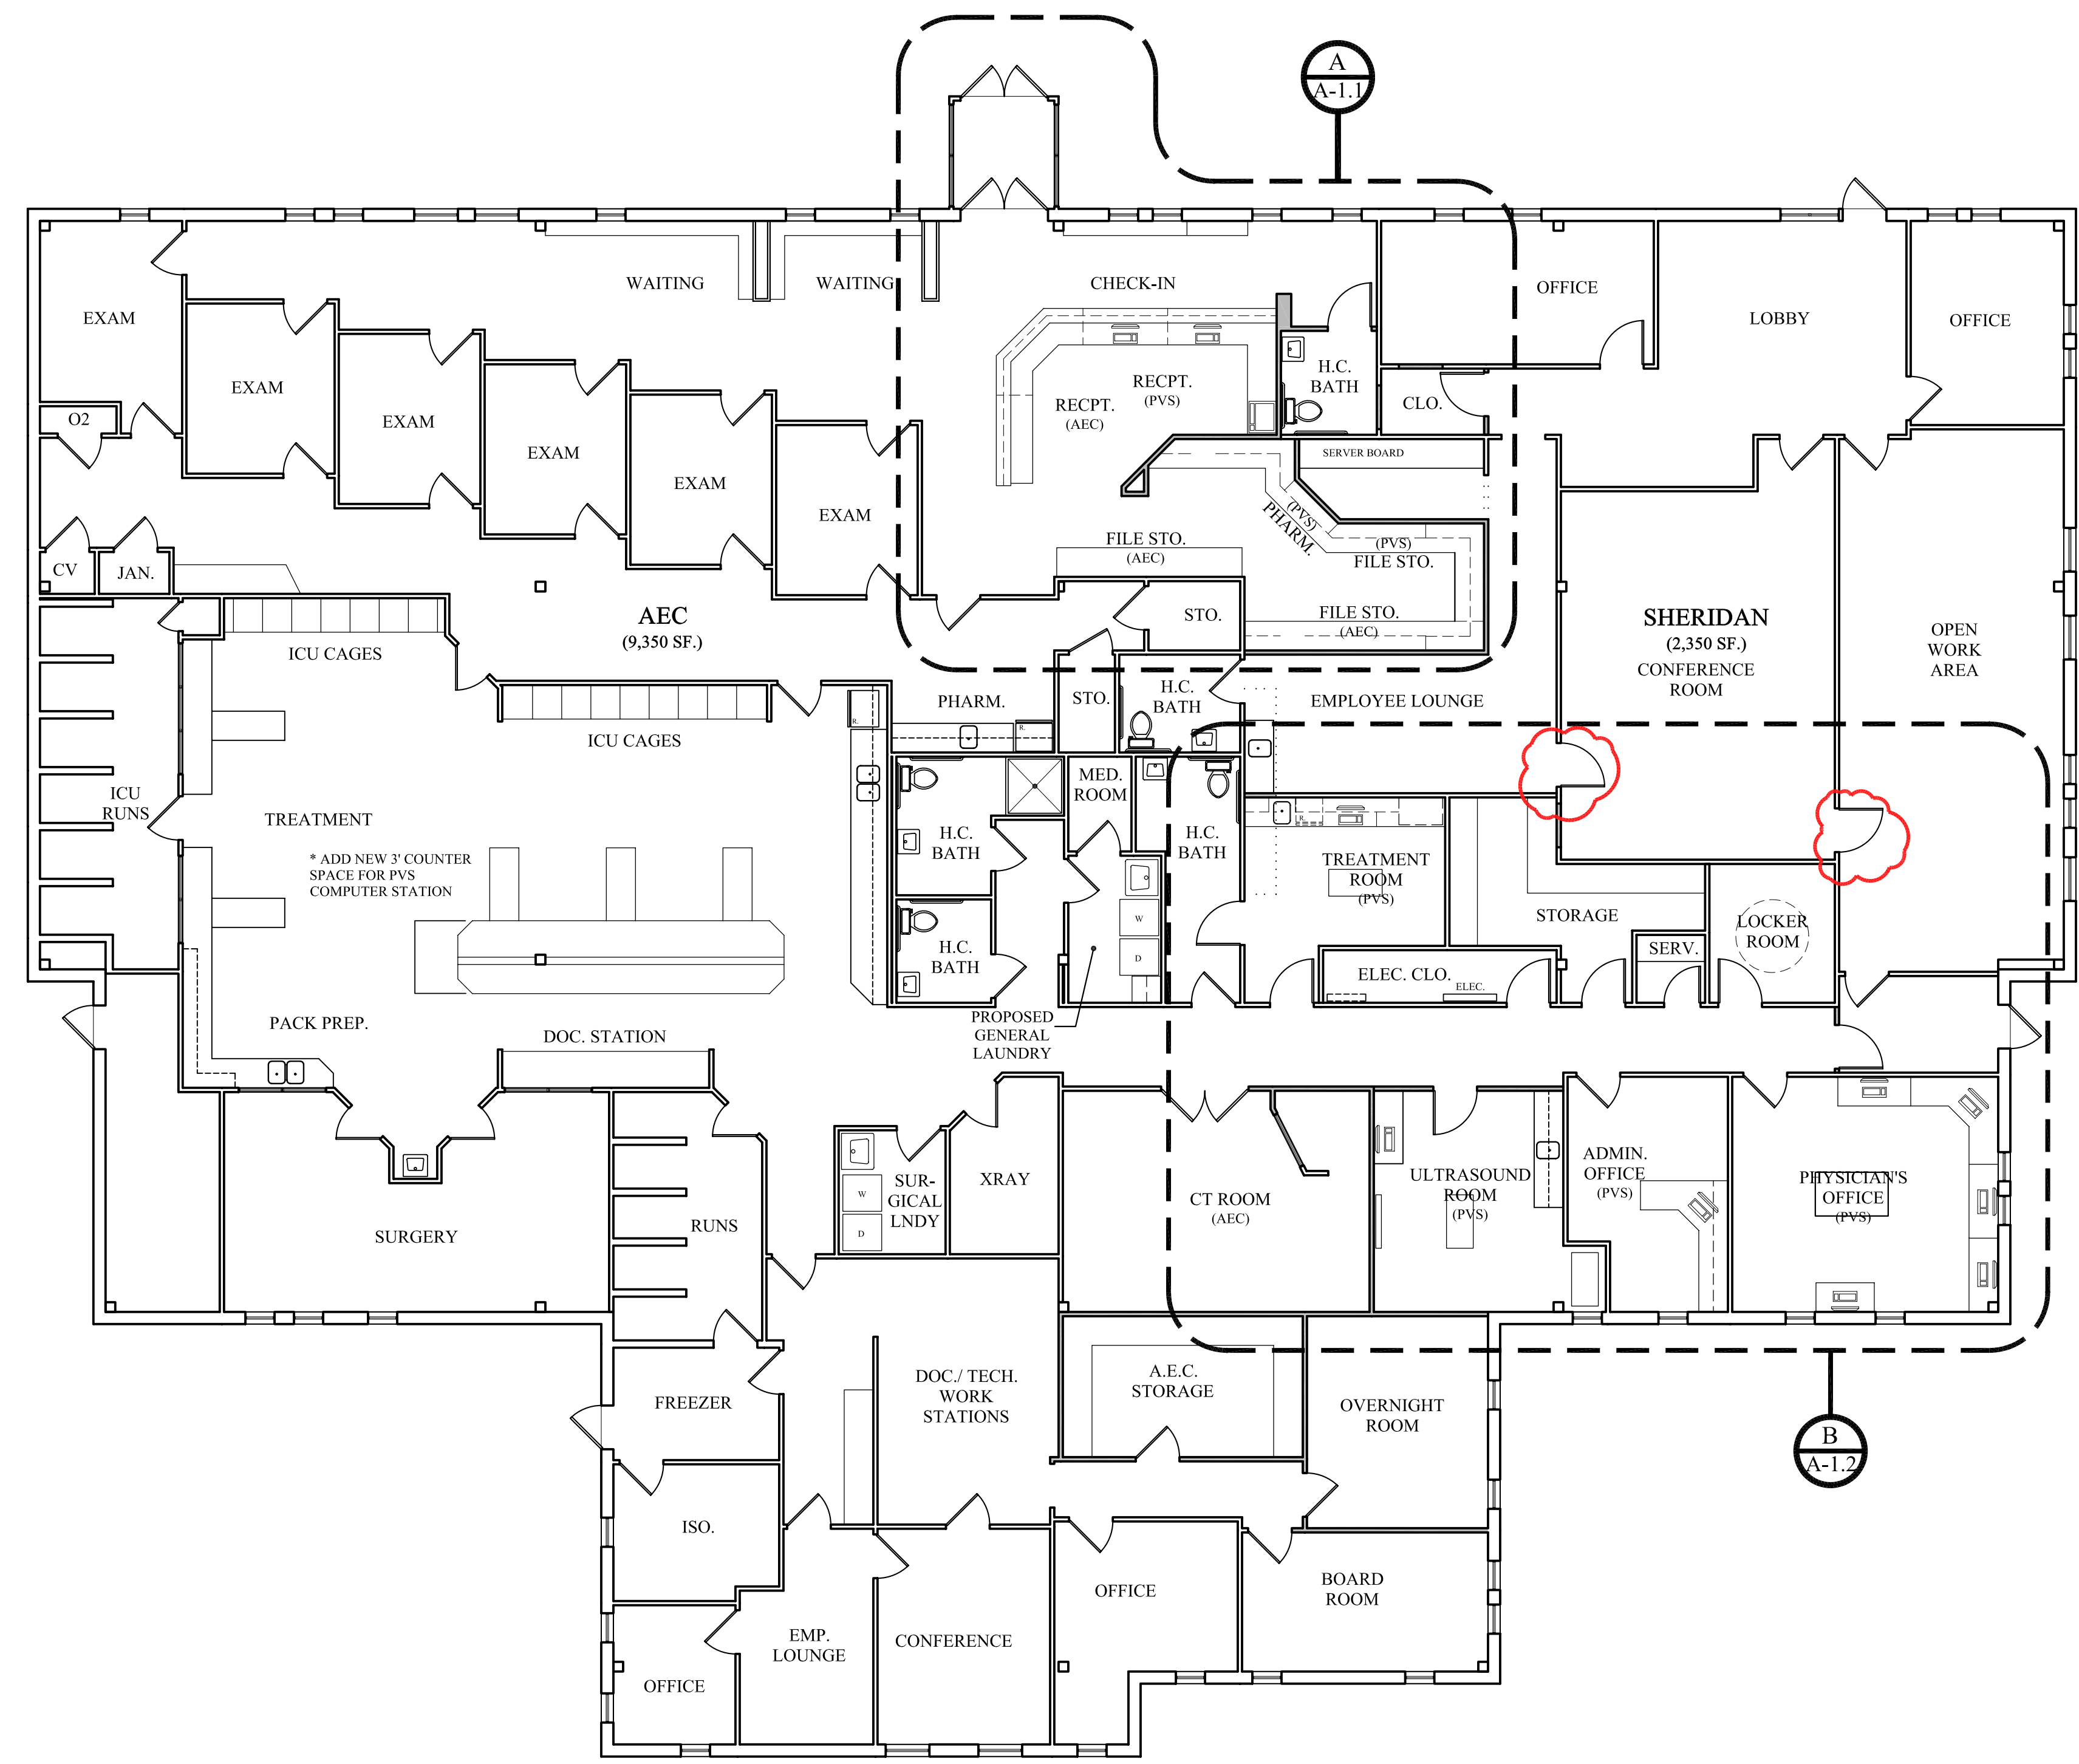 A
A-1.1
WAITING
WAITING
CHECK-IN
OFFICE
LOBBY
OFFICE
EXAM
EXAM
EXAM
EXAM
EXAM
EXAM
O2
RECPT.
(PVS)
RECPT.
(AEC)
H.C.
BATH
CLO.
SERVER BOARD
(PVS)
PHARM.
FILE STO.
(AEC)
(PVS)
FILE STO.
FILE STO.
(AEC)
CV
JAN.
AEC
(9,350 SF.)
STO.
SHERIDAN
(2,350 SF.)
CONFERENCE
ROOM
OPEN
WORK
AREA
ICU CAGES
ICU CAGES
R.
PHARM.
R.
STO.
H.C.
BATH
EMPLOYEE LOUNGE
ICU
RUNS
TREATMENT
* ADD NEW 3' COUNTER
SPACE FOR PVS
COMPUTER STATION
MED.
ROOM
H.C.
BATH
H.C.
BATH
R.
TREATMENT
ROOM
(PVS)
W
D
STORAGE
LOCKER
ROOM
SERV.
H.C.
BATH
ELEC. CLO.
ELEC.
PACK PREP.
DOC. STATION
PROPOSED
GENERAL
LAUNDRY
SURGERY
RUNS
W
D
SUR-
GICAL
LNDY
XRAY
CT ROOM
(AEC)
ULTRASOUND
ROOM
(PVS)
ADMIN.
OFFICE
(PVS)
PHYSICIAN'S
OFFICE
(PVS)
FREEZER
DOC./ TECH.
WORK
STATIONS
A.E.C.
STORAGE
OVERNIGHT
ROOM
B
A-1.2
ISO.
OFFICE
EMP.
LOUNGE
CONFERENCE
OFFICE
BOARD
ROOM